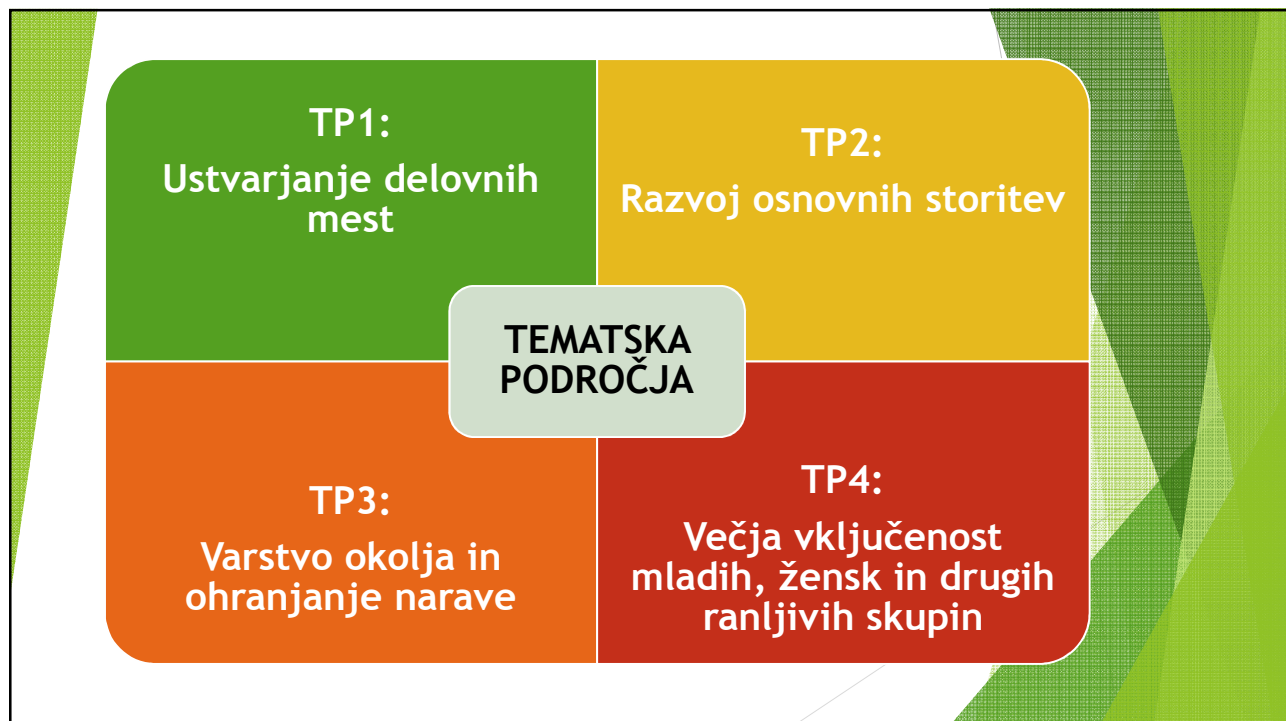 TP1:
Ustvarjanje delovnih
mest
TP2:
Razvoj osnovnih storitev
TEMATSKA
PODROČJA
TP3:
Varstvo okolja in
ohranjanje narave
TP4:
Večja vključenost
mladih, žensk in drugih
ranljivih skupin